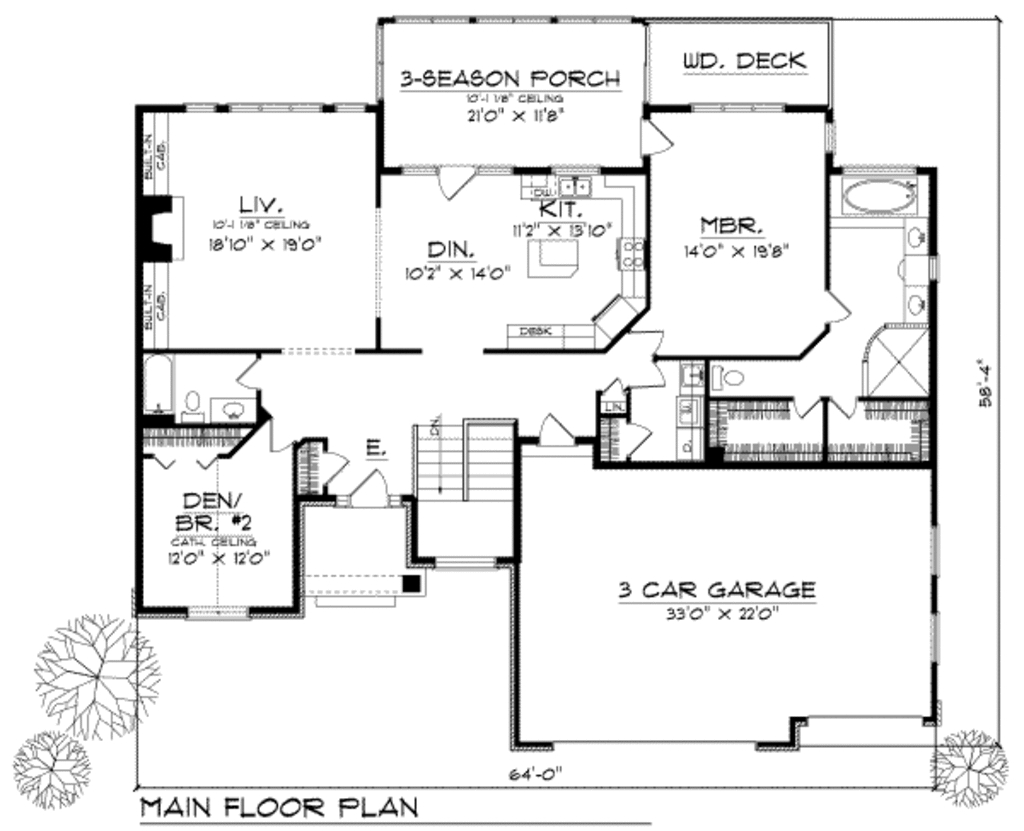 WD. DECK
3-SEASON PORCH
10'-1 1/8" CEILING
21'0" X 11'8"
BUILT-IN
CAB.
LIV.
10'-1 1/8" CEILING
18'10" X 19'0"
BUILT-IN
CAB.
DIN.
10'2" X 14'0"
DW.
KIT.
11'2" X 13'10"
DESK
MBR.
14'0" X 19'8"
LIN.
DN.
E.
DEN/
BR. #2
CATH. CEILING
12'0" X 12'0"
3 CAR GARAGE
33'0" X 22'0"
58'-4"
64'-0"
MAIN FLOOR PLAN